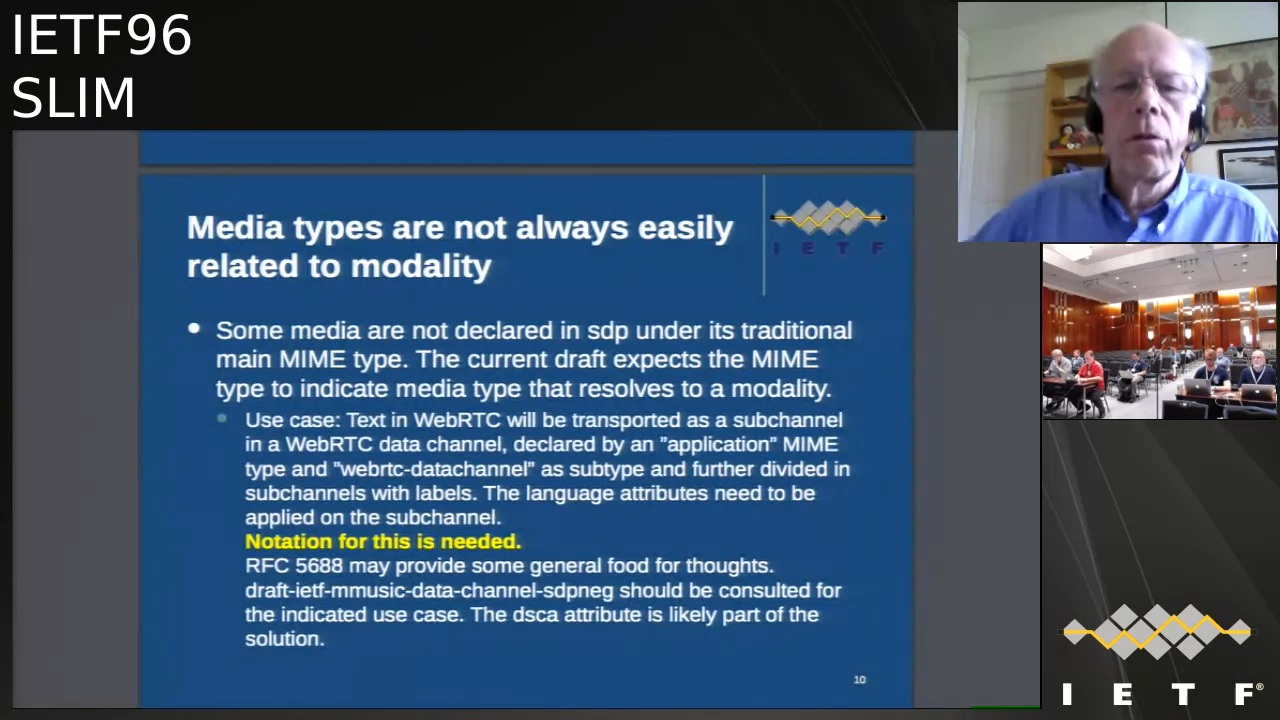 IETF96
SLIM
Media types are not always easily
related to modality
I E T F
• Some media are not declared in sdp under its traditional
main MIME type. The current draft expects the MIME
type to indicate media type that resolves to a modality.
• Use case: Text in WebRTC will be transported as a subchannel
in a WebRTC data channel, declared by an ”application” MIME
type and ”webrtc-datachannel” as subtype and further divided in
subchannels with labels. The language attributes need to be
applied on the subchannel.
Notation for this is needed.
RFC 5688 may provide some general food for thoughts.
draft-ietf-mmusic-data-channel-sdpneg should be consulted for
the indicated use case. The dsca attribute is likely part of the
solution.
10
I E T F®